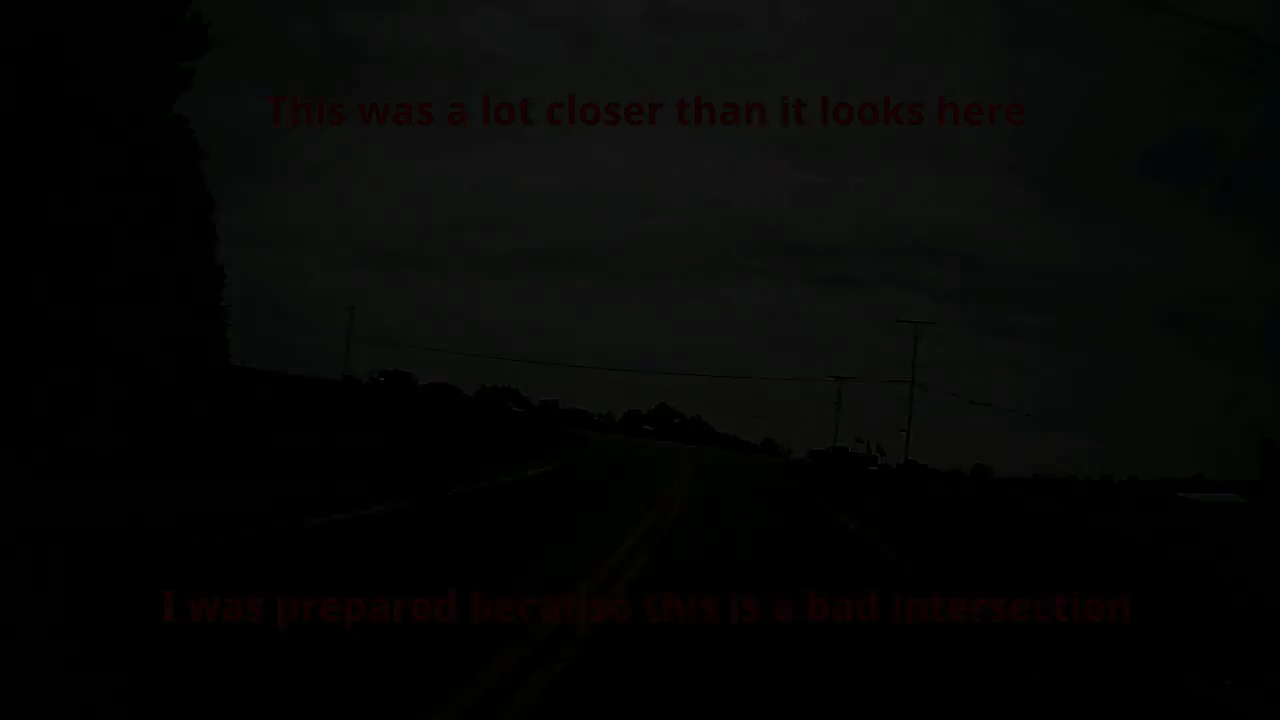 This was a lot closer than it looks here
I was prepared because this is a bad intersection